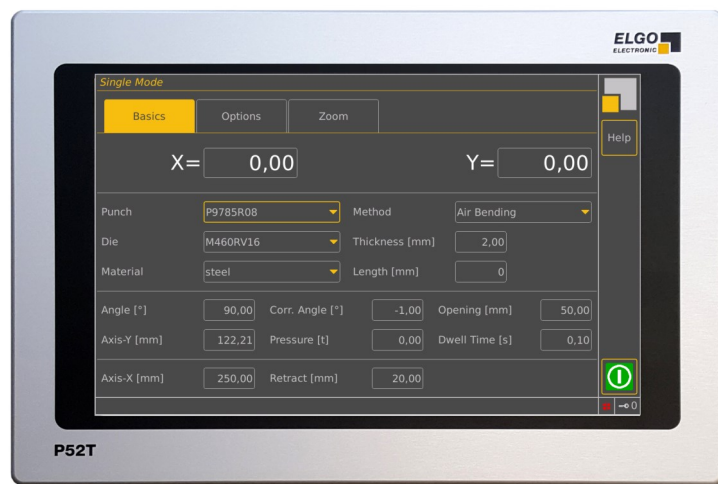 ELGO
ELECTRONIC
Single Mode
Basics Options Zoom
Help
X= 0,00 Y= 0,00
Punch P9785R08 Method Air Bending
Die M460RV16 Thickness [mm] 2,00
Material steel Length [mm] 0
Angle [°] 90,00 Corr. Angle [°] -1,00 Opening [mm] 50,00
Axis-Y [mm] 122,21 Pressure [t] 0,00 Dwell Time [s] 0,10
Axis-X [mm] 250,00 Retract [mm] 20,00
0
P52T